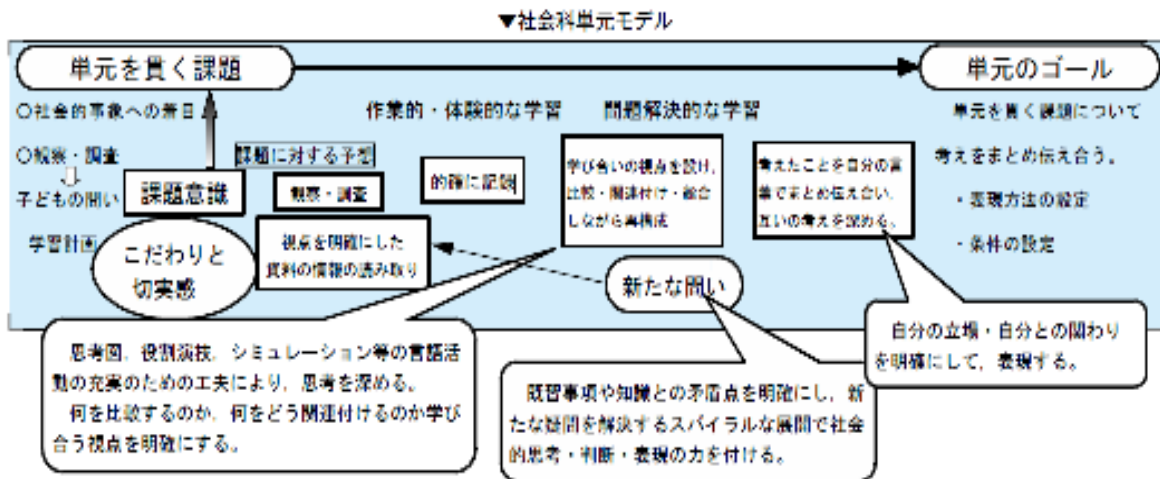 ▼社会科単元モデル
単元を貫く課題
単元のゴール
○社会的事象への着目
○観察・調査
子どもの問い
学習計画
課題意識
こだわりと
切実感
作業的・体験的な学習
問題解決的な学習
課題に対する予想
観察・調査
視点を明確にした
資料の情報の読み取り
的確に記録
学び合いの視点を設け,
比較・関連付け・総合
しながら再構成
考えたことを自分の言
葉でまとめ伝え合い,
互いの考えを深める。
単元を貫く課題について
考えをまとめ伝え合う。
・表現方法の設定
・条件の設定
新たな問い
思考図, 役割演技, シミュレーション等の言語活
動の充実のための工夫により, 思考を深める。
何を比較するのか, 何をどう関連付けるのか学び
合う視点を明確にする。
既習事項や知識との矛盾点を明確にし, 新
たな疑問を解決するスパイラルな展開で社会
的思考・判断・表現の力を付ける。
自分の立場・自分との関わり
を明確にして, 表現する。